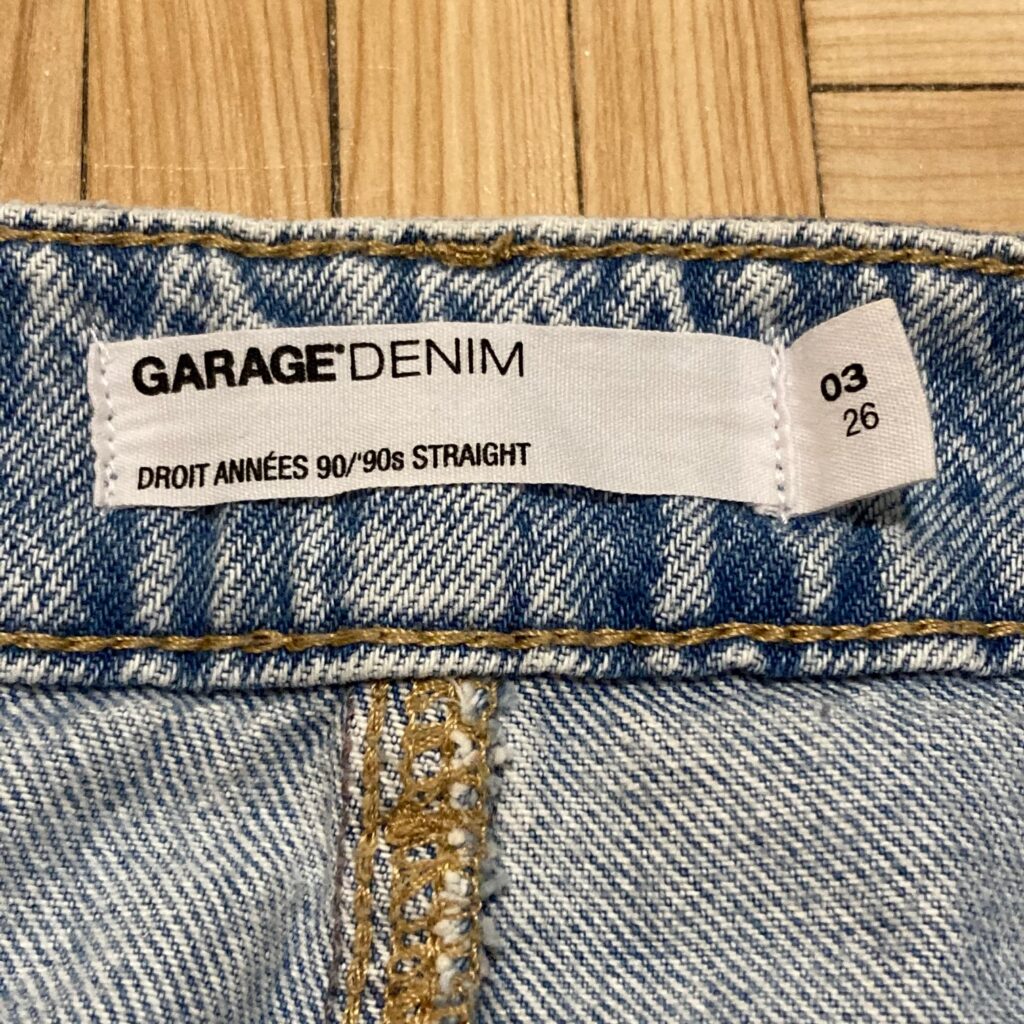 GARAGE® DENIM
DROIT ANNÉES 90/'90s STRAIGHT
03
26